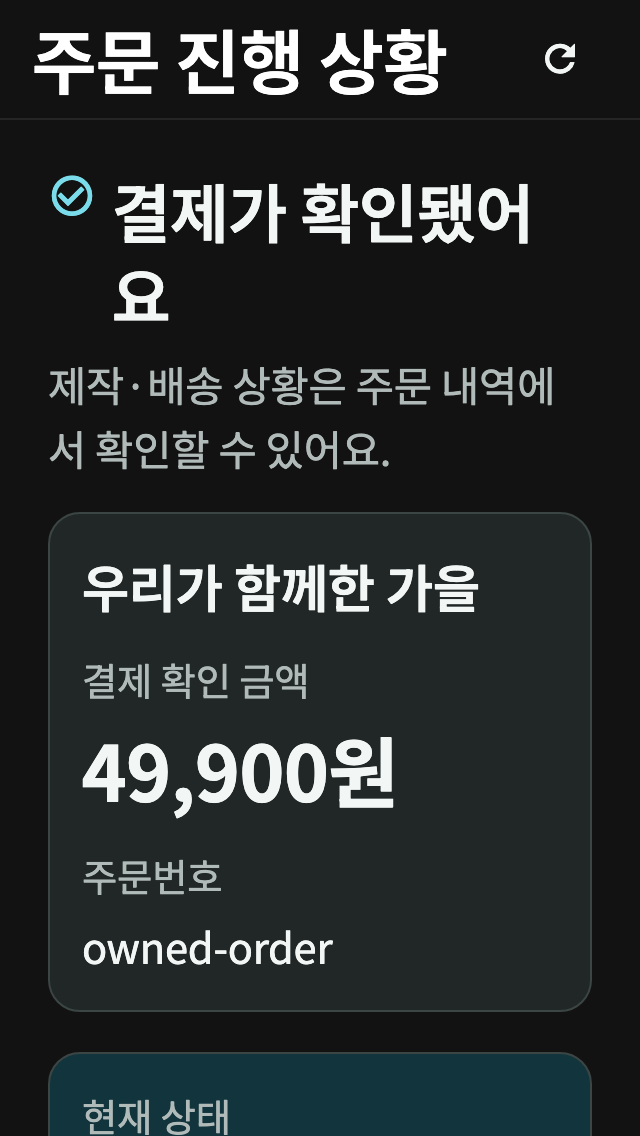 주문 진행 상황
결제가 확인됐어
요
제작·배송 상황은 주문 내역에
서 확인할 수 있어요.
우리가 함께한 가을
결제 확인 금액
49,900원
주문번호
owned-order
현재 상태